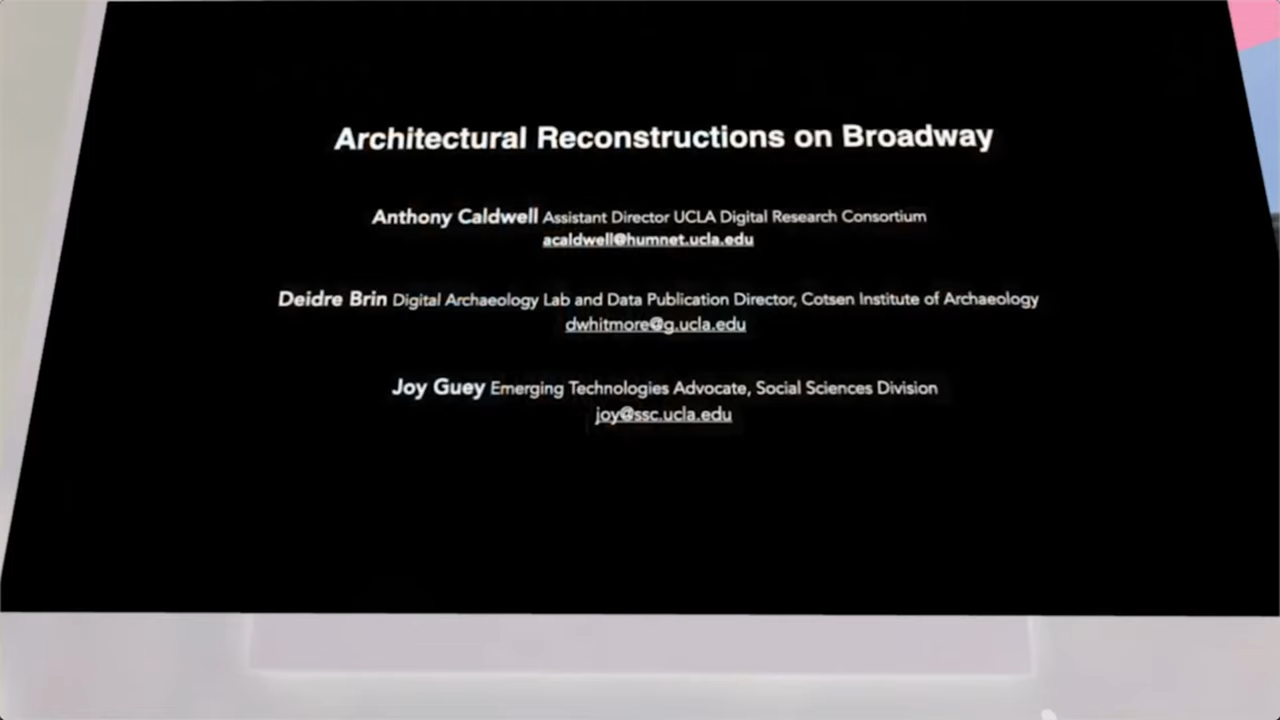 Architectural Reconstructions on Broadway
Anthony Caldwell Assistant Director UCLA Digital Research Consortium
acaldwell@humnet.ucla.edu
Deidre Brin Digital Archaeology Lab and Data Publication Director, Cotsen Institute of Archaeology
dwhitmore@g.ucla.edu
Joy Guey Emerging Technologies Advocate, Social Sciences Division
joy@ssc.ucla.edu